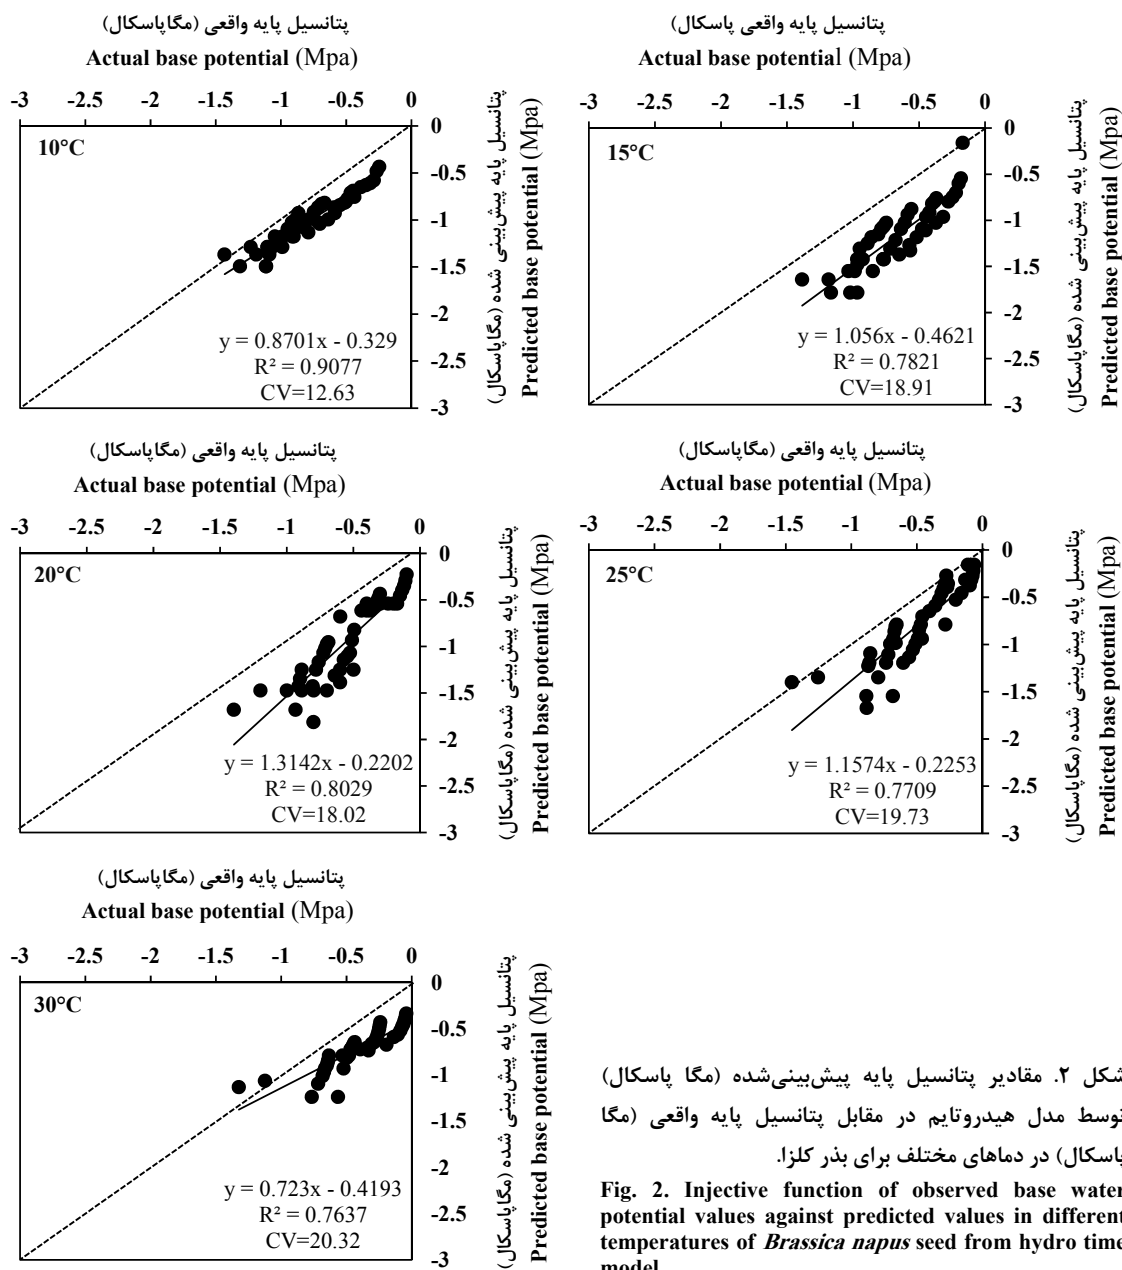 پتانسیل پایه واقعی (مگاپاسکال)
Actual base potential (Mpa)
-3 -2.5 -2 -1.5 -1 -0.5 0
10°C
0
-0.5
-1
-1.5
-2
-2.5
-3
y = 0.8701x - 0.329
R² = 0.9077
CV=12.63
پتانسیل پایه پیش‌بینی شده (مگاپاسکال)
Predicted base potential (Mpa)
پتانسیل پایه واقعی پاسکال)
Actual base potential (Mpa)
-3 -2.5 -2 -1.5 -1 -0.5 0
15°C
0
-0.5
-1
-1.5
-2
-2.5
-3
y = 1.056x - 0.4621
R² = 0.7821
CV=18.91
پتانسیل پایه پیش‌بینی شده (مگاپاسکال)
Predicted base potential (Mpa)
پتانسیل پایه واقعی (مگاپاسکال)
Actual base potential (Mpa)
-3 -2.5 -2 -1.5 -1 -0.5 0
20°C
0
-0.5
-1
-1.5
-2
-2.5
-3
y = 1.3142x - 0.2202
R² = 0.8029
CV=18.02
پتانسیل پایه پیش‌بینی شده (مگاپاسکال)
Predicted base potential (Mpa)
پتانسیل پایه واقعی (مگاپاسکال)
Actual base potential (Mpa)
-3 -2.5 -2 -1.5 -1 -0.5 0
25°C
0
-0.5
-1
-1.5
-2
-2.5
-3
y = 1.1574x - 0.2253
R² = 0.7709
CV=19.73
پتانسیل پایه پیش‌بینی شده (مگاپاسکال)
Predicted base potential (Mpa)
پتانسیل پایه واقعی (مگاپاسکال)
Actual base potential (Mpa)
-3 -2.5 -2 -1.5 -1 -0.5 0
30°C
0
-0.5
-1
-1.5
-2
-2.5
-3
y = 0.723x - 0.4193
R² = 0.7637
CV=20.32
پتانسیل پایه پیش‌بینی شده (مگاپاسکال)
Predicted base potential (Mpa)
شکل ۲. مقادیر پتانسیل پایه پیش‌بینی‌شده (مگا پاسکال)
توسط مدل هیدروتایم در مقابل پتانسیل پایه واقعی (مگا
پاسکال) در دماهای مختلف برای بذر کلزا.
Fig. 2. Injective function of observed base water
potential values against predicted values in different
temperatures of Brassica napus seed from hydro time
model